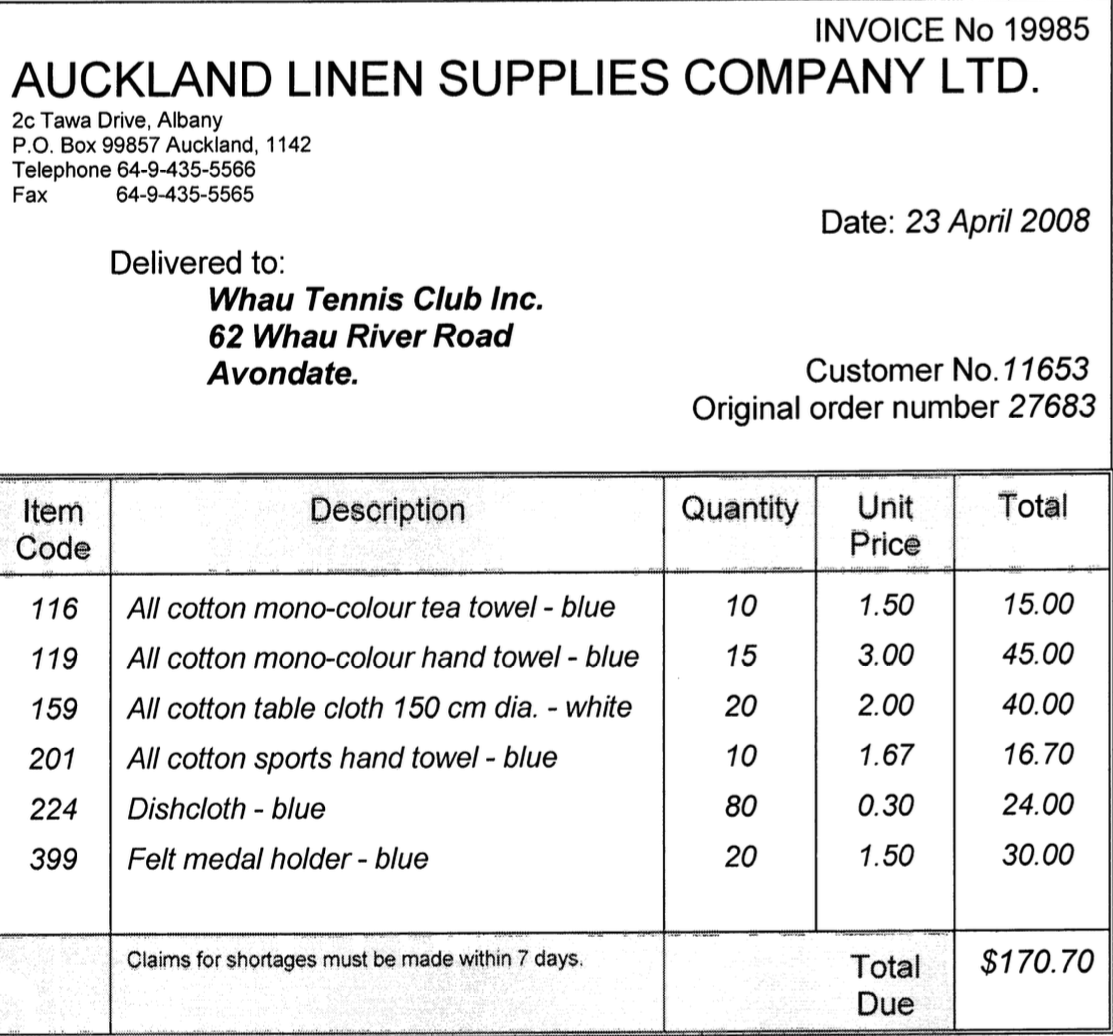 INVOICE No 19985
AUCKLAND LINEN SUPPLIES COMPANY LTD.
2c Tawa Drive, Albany
P.O. Box 99857 Auckland, 1142
Telephone 64-9-435-5566
Fax 64-9-435-5565
Date: 23 April 2008
Delivered to:
Whau Tennis Club Inc.
62 Whau River Road
Avondate.
Customer No.11653
Original order number 27683
Item Code Description Quantity Unit Price Total
116 All cotton mono-colour tea towel - blue 10 1.50 15.00
119 All cotton mono-colour hand towel - blue 15 3.00 45.00
159 All cotton table cloth 150 cm dia. - white 20 2.00 40.00
201 All cotton sports hand towel - blue 10 1.67 16.70
224 Dishcloth - blue 80 0.30 24.00
399 Felt medal holder - blue 20 1.50 30.00
Claims for shortages must be made within 7 days. Total Due $170.70